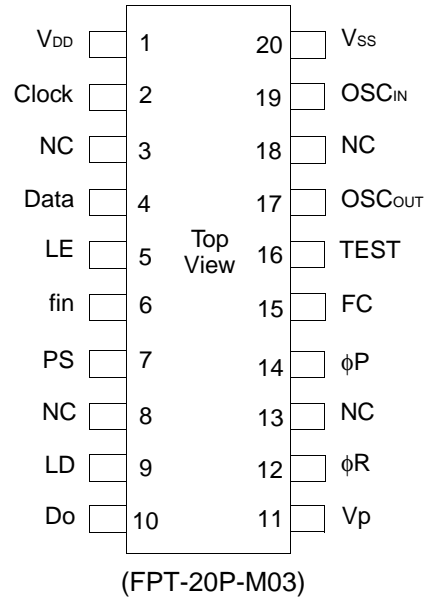 VDD 1 20 VSS
Clock 2 19 OSCIN
NC 3 18 NC
Data 4 17 OSCOUT
LE 5 Top View 16 TEST
fin 6 15 FC
PS 7 14 ϕP
NC 8 13 NC
LD 9 12 ϕR
Do 10 11 Vp
(FPT-20P-M03)